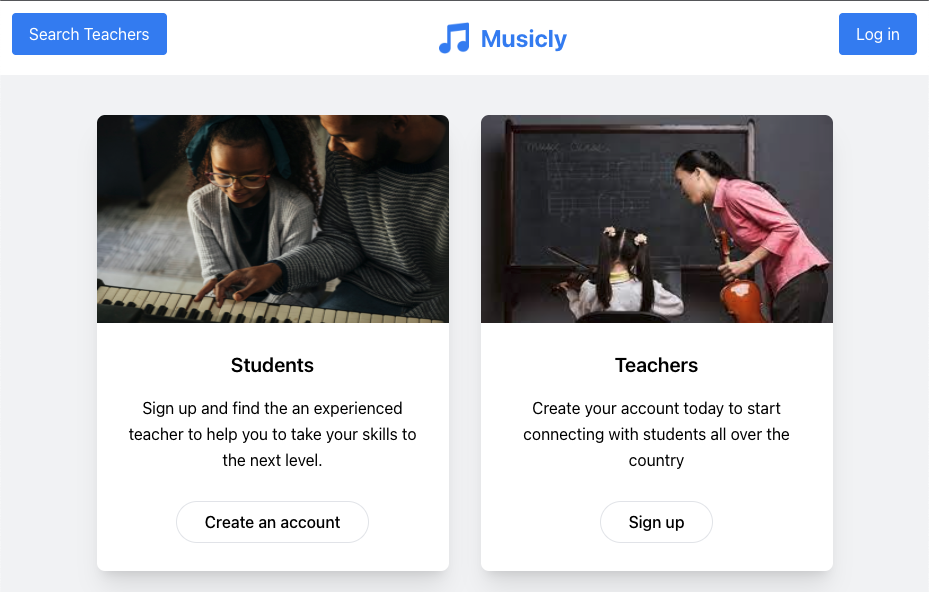 Search Teachers
Musicly
Log in
Students
Sign up and find the an experienced
teacher to help you to take your skills to
the next level.
Create an account
music Class.
Teachers
Create your account today to start
connecting with students all over the
country
Sign up